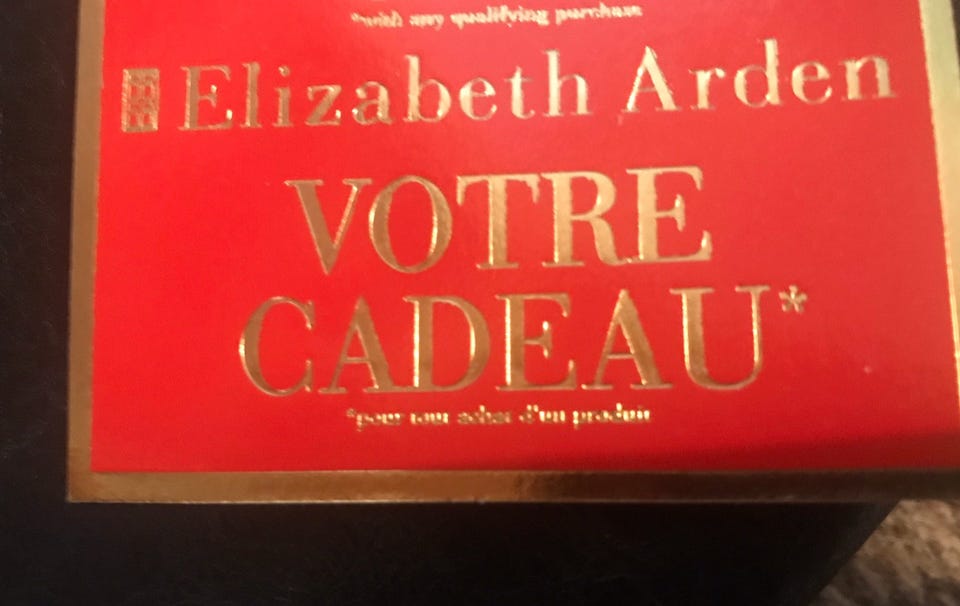 *with any qualifying purchase
Elizabeth Arden
VOTRE
CADEAU*
*pour tout achat d'un produit